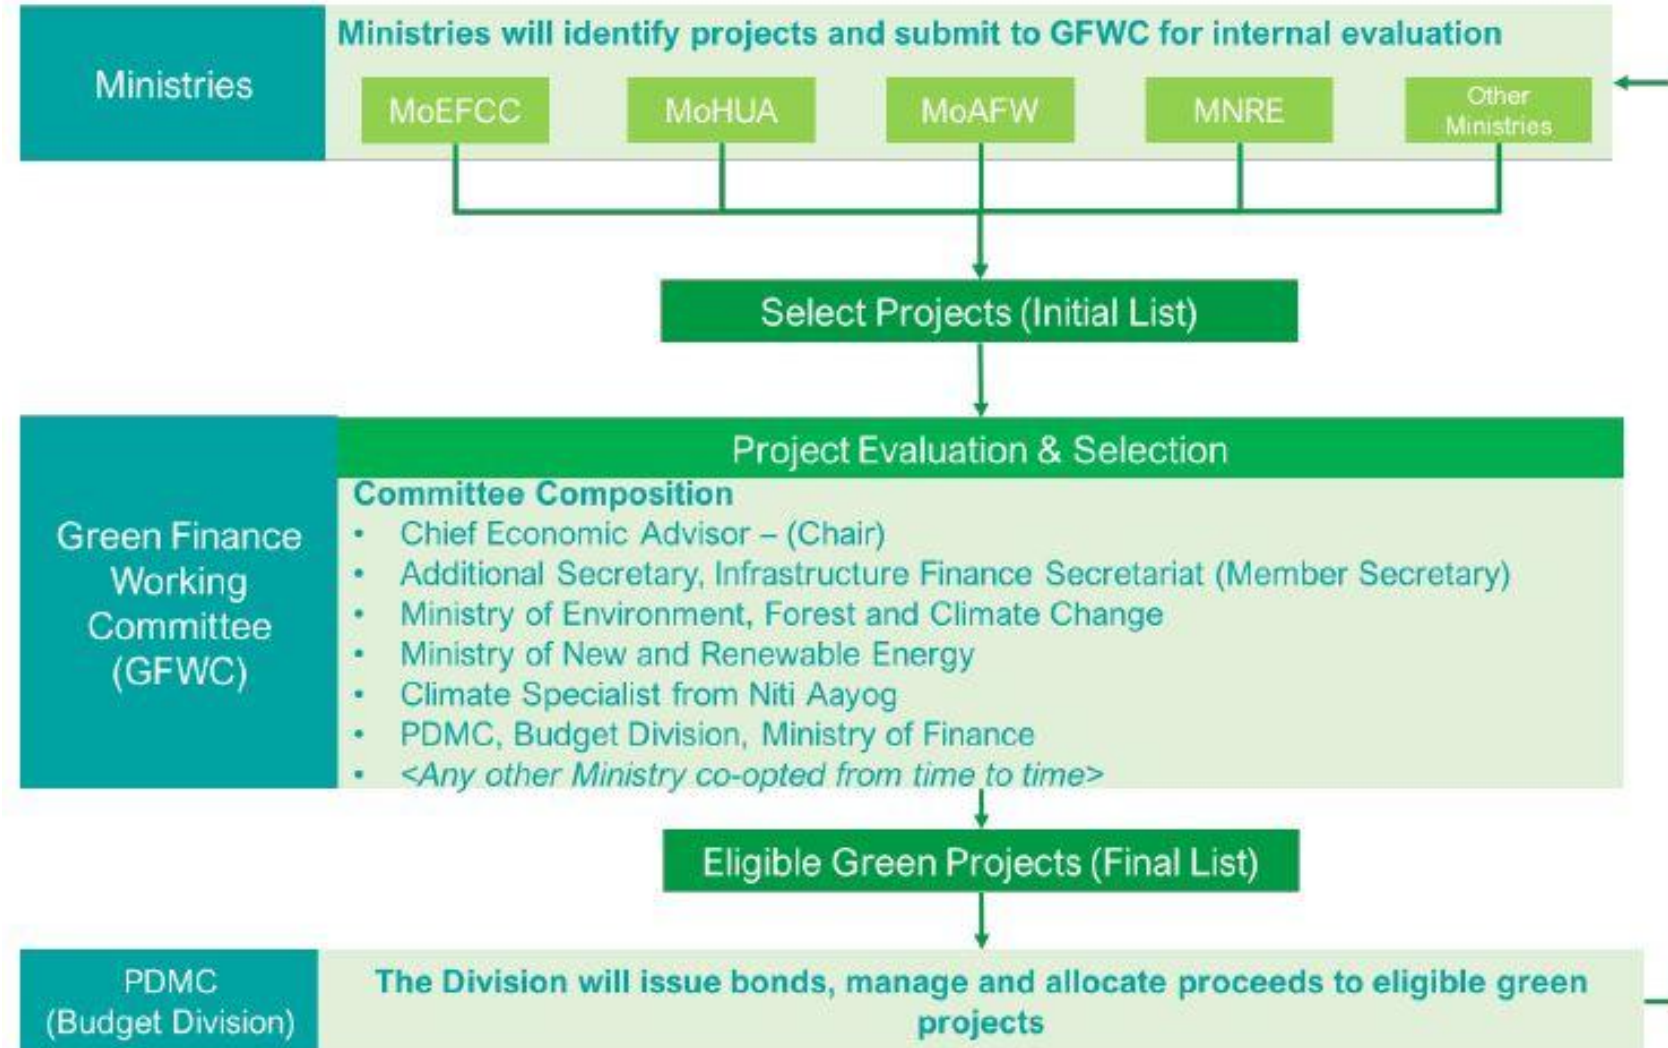 Ministries
Ministries will identify projects and submit to GFWC for internal evaluation
MoEFCC
MoHUA
MoAFW
MNRE
Other
Ministries
Select Projects (Initial List)
Green Finance
Working
Committee
(GFWC)
Project Evaluation & Selection
Committee Composition
• Chief Economic Advisor – (Chair)
• Additional Secretary, Infrastructure Finance Secretariat (Member Secretary)
• Ministry of Environment, Forest and Climate Change
• Ministry of New and Renewable Energy
• Climate Specialist from Niti Aayog
• PDMC, Budget Division, Ministry of Finance
• <Any other Ministry co-opted from time to time>
Eligible Green Projects (Final List)
PDMC
(Budget Division)
The Division will issue bonds, manage and allocate proceeds to eligible green
projects